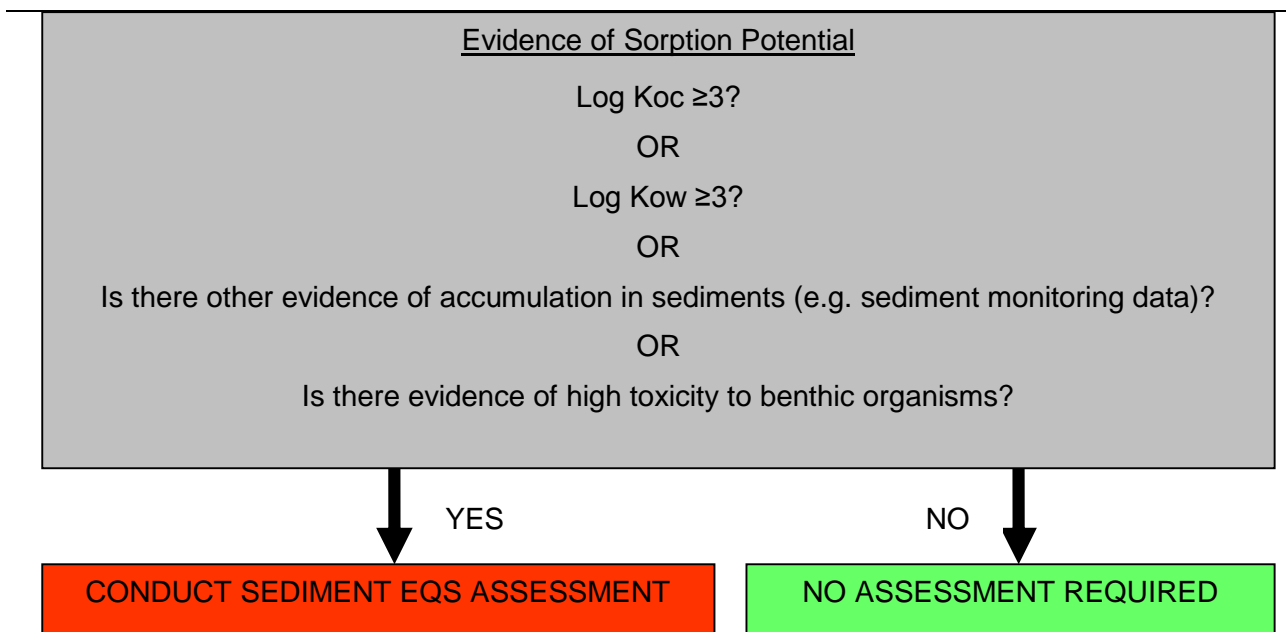 Evidence of Sorption Potential
Log Koc ≥3?
OR
Log Kow ≥3?
OR
Is there other evidence of accumulation in sediments (e.g. sediment monitoring data)?
OR
Is there evidence of high toxicity to benthic organisms?
YES
NO
CONDUCT SEDIMENT EQS ASSESSMENT
NO ASSESSMENT REQUIRED